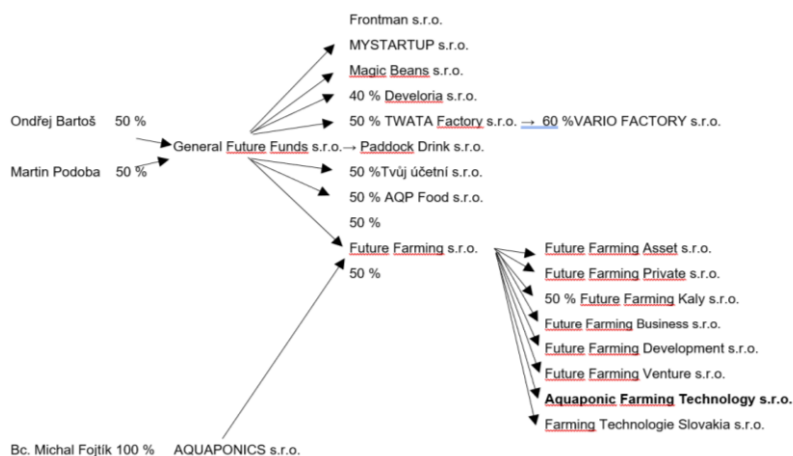 Frontman s.r.o.
MYSTARTUP s.r.o.
Magic Beans s.r.o.
40 % Develoria s.r.o.
Ondřej Bartoš 50 %
50 % TWATA Factory s.r.o. → 60 %VARIO FACTORY s.r.o.
General Future Funds s.r.o.→ Paddock Drink s.r.o.
Martin Podoba 50 %
50 %Tvůj účetní s.r.o.
50 % AQP Food s.r.o.
50 %
Future Farming s.r.o.
50 %
Future Farming Asset s.r.o.
Future Farming Private s.r.o.
50 % Future Farming Kaly s.r.o.
Future Farming Business s.r.o.
Future Farming Development s.r.o.
Future Farming Venture s.r.o.
Aquaponic Farming Technology s.r.o.
Farming Technologie Slovakia s.r.o.
Bc. Michal Fojtík 100 % AQUAPONICS s.r.o.